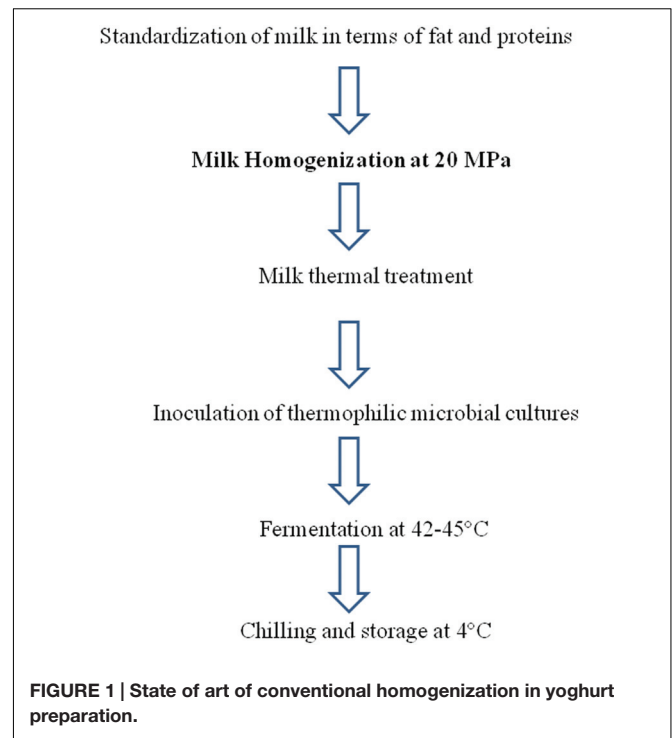 Standardization of milk in terms of fat and proteins
Milk Homogenization at 20 MPa
Milk thermal treatment
Inoculation of thermophilic microbial cultures
Fermentation at 42-45°C
Chilling and storage at 4°C
FIGURE 1 | State of art of conventional homogenization in yoghurt
preparation.